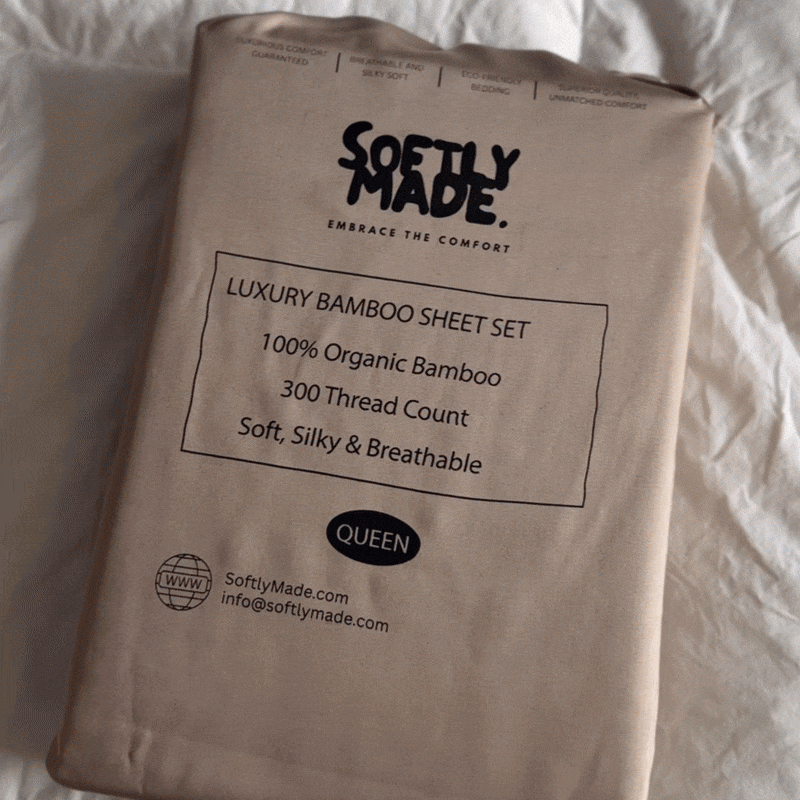 LUXURIOUS COMFORT
GUARANTEED
BREATHABLE AND
SILKY SOFT
ECO-FRIENDLY
BEDDING
SUPERIOR QUALITY
UNMATCHED COMFORT
SOFTLY
MADE.
EMBRACE THE COMFORT
LUXURY BAMBOO SHEET SET
100% Organic Bamboo
300 Thread Count
Soft, Silky & Breathable
QUEEN
WWW
SoftlyMade.com
info@softlymade.com